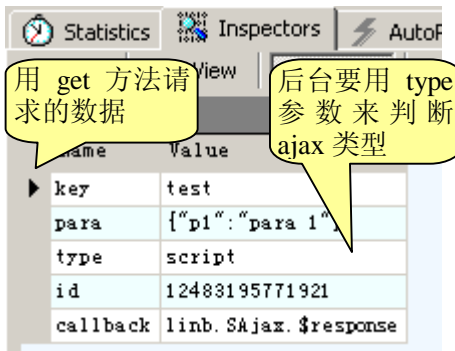 Statistics Inspectors AutoF
用 get 方法请求的数据
View
后台要用 type 参数来判断 ajax 类型
Name Value
key test
para {"p1":"para 1"}
type script
id 12483195771921
callback linb.SAjax.$response